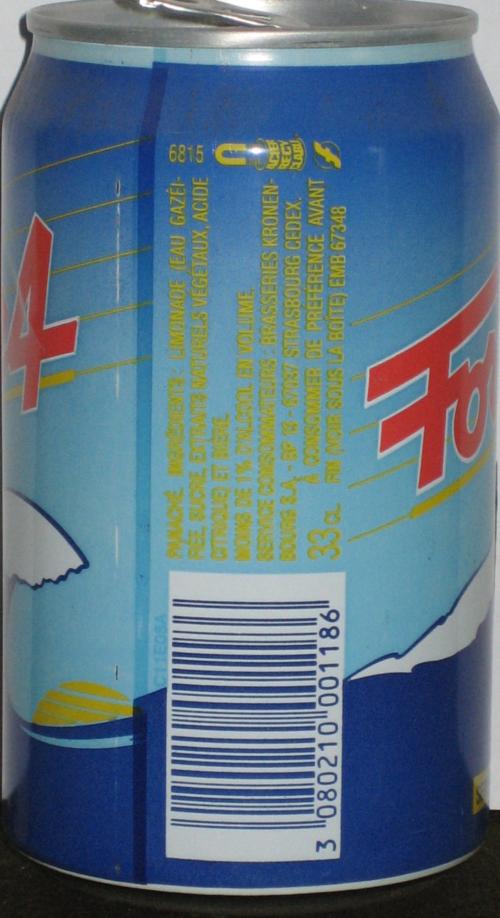 6815
PANACHÉ. INGRÉDIENTS : LIMONADE (EAU GAZÉI-
FIÉE, SUCRE, EXTRAITS NATURELS VÉGÉTAUX, ACIDE
CITRIQUE) ET BIÈRE.
MOINS DE 1% D'ALCOOL EN VOLUME.
SERVICE CONSOMMATEURS : BRASSERIES KRONEN-
BOURG S.A. - BP 13 - 67037 STRASBOURG CEDEX.
À CONSOMMER DE PRÉFÉRENCE AVANT
33 CL FIN (VOIR SOUS LA BOÎTE) EMB 67348
3 080210 001186